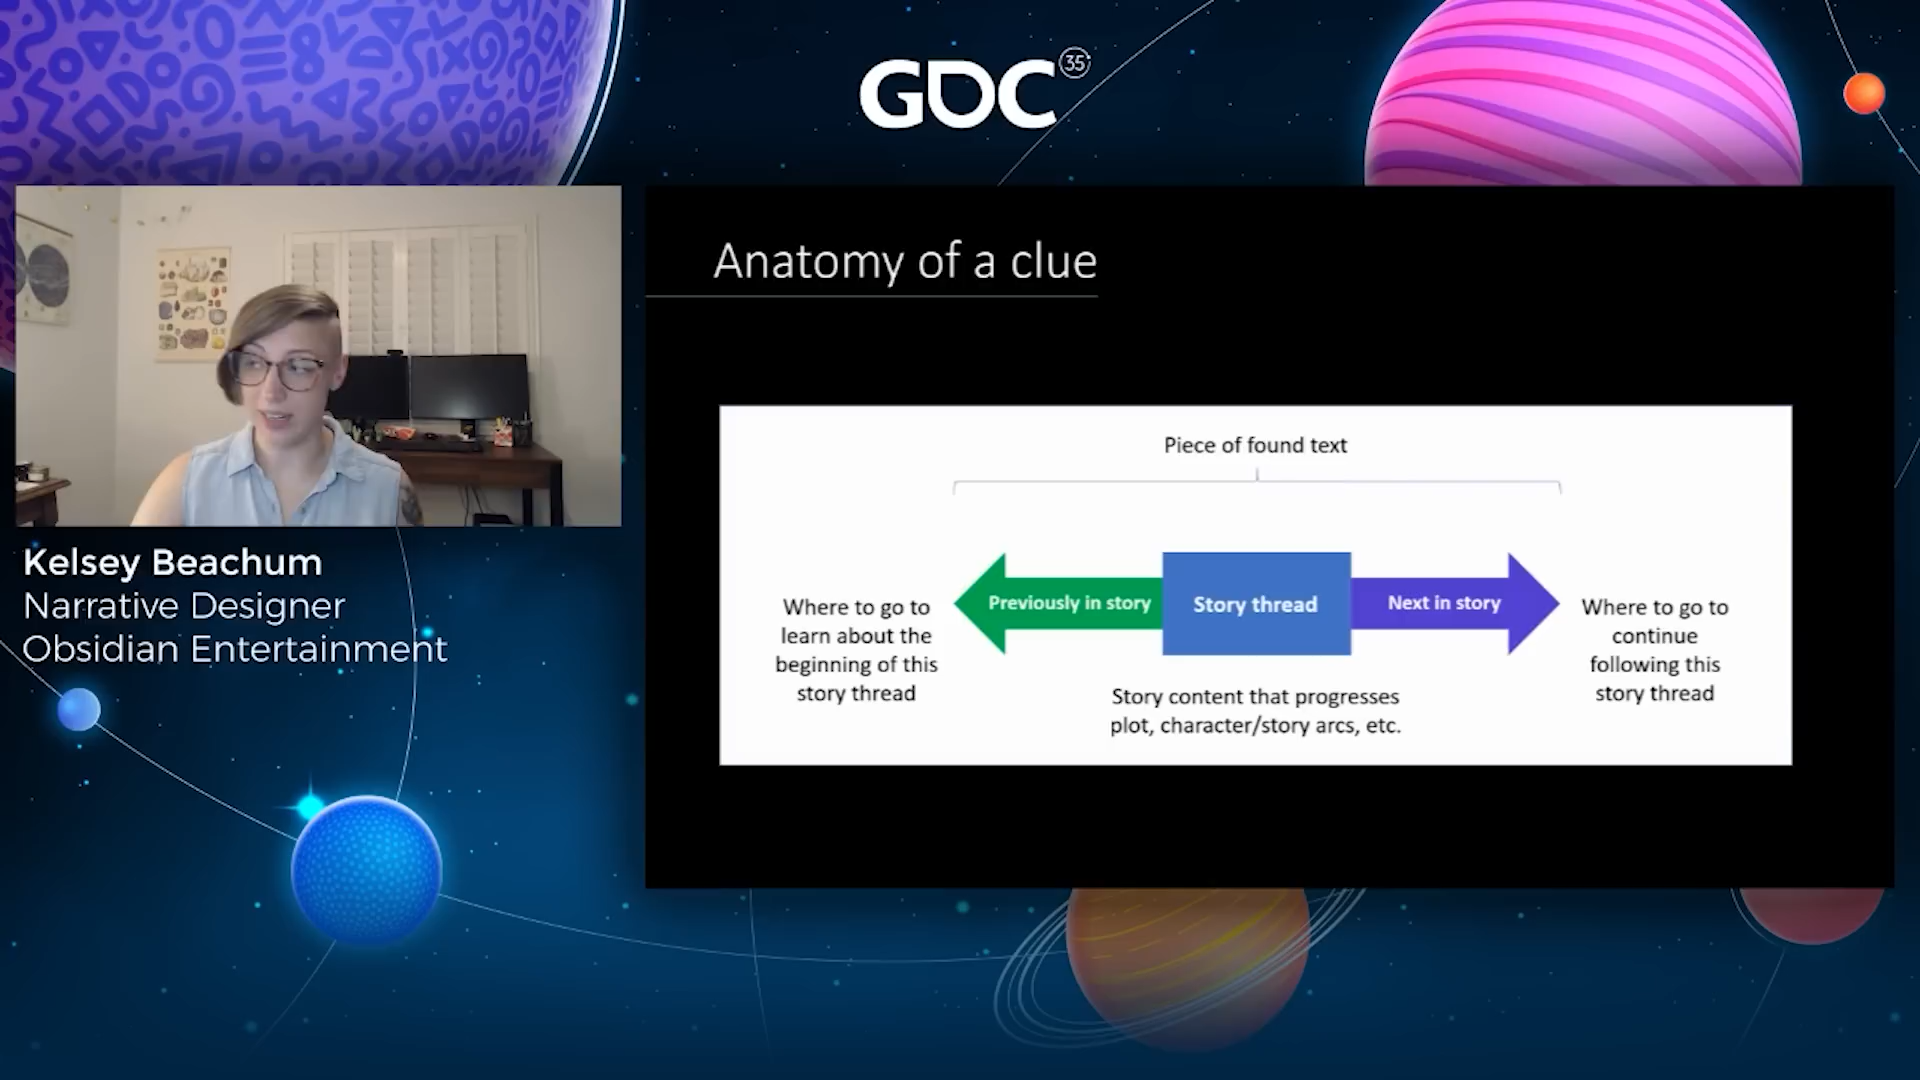 GDC 35
Kelsey Beachum
Narrative Designer
Obsidian Entertainment
Anatomy of a clue
Piece of found text
Where to go to
learn about the
beginning of this
story thread
Previously in story
Story thread
Next in story
Story content that progresses
plot, character/story arcs, etc.
Where to go to
continue
following this
story thread